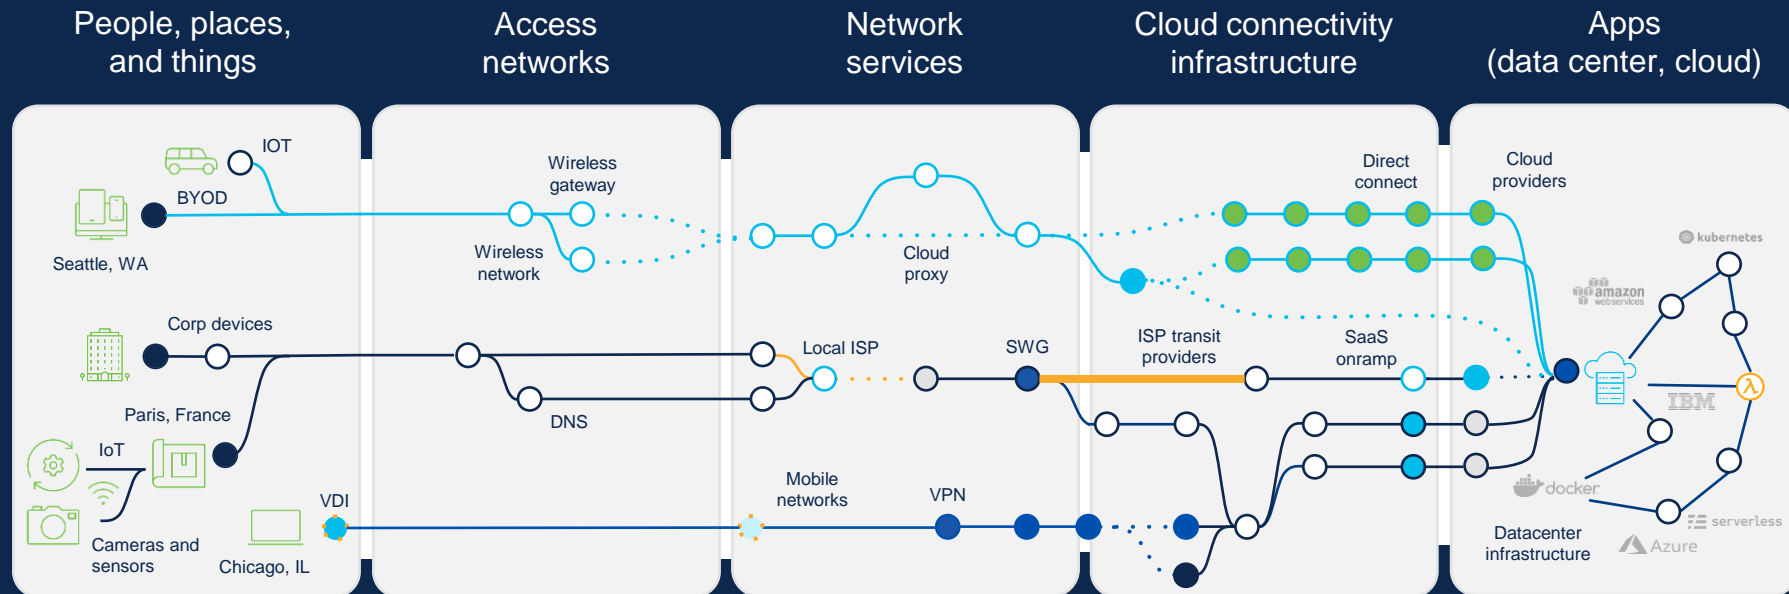 People, places,
and things
Access
networks
Network
services
Cloud connectivity
infrastructure
Apps
(data center, cloud)
IOT
BYOD
Seattle, WA
Corp devices
Paris, France
IoT
Cameras and
sensors
VDI
Chicago, IL
Wireless
gateway
Wireless
network
DNS
Cloud
proxy
Local ISP
SWG
Mobile
networks
VPN
Direct
connect
ISP transit
providers
SaaS
onramp
Cloud
providers
kubernetes
amazon
webservices
λ
IBM
docker
serverless
Datacenter
infrastructure
Azure